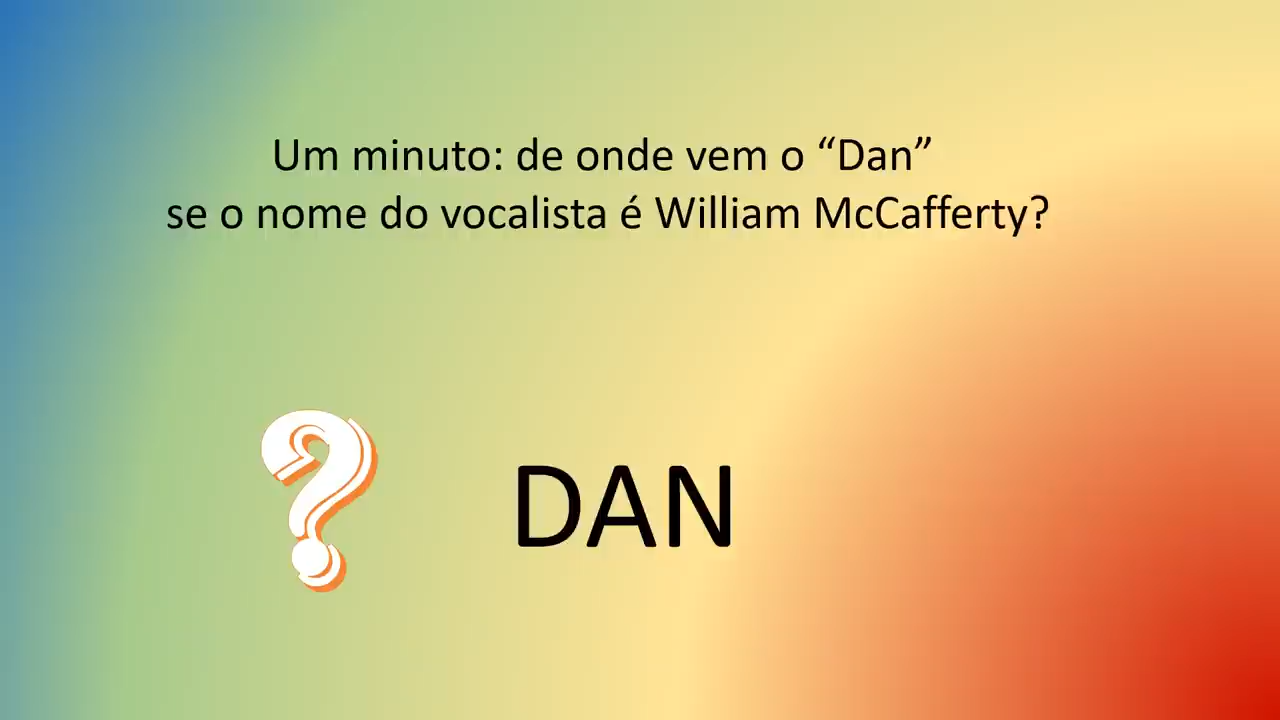 Um minuto: de onde vem o “Dan”
se o nome do vocalista é William McCafferty?
?
DAN